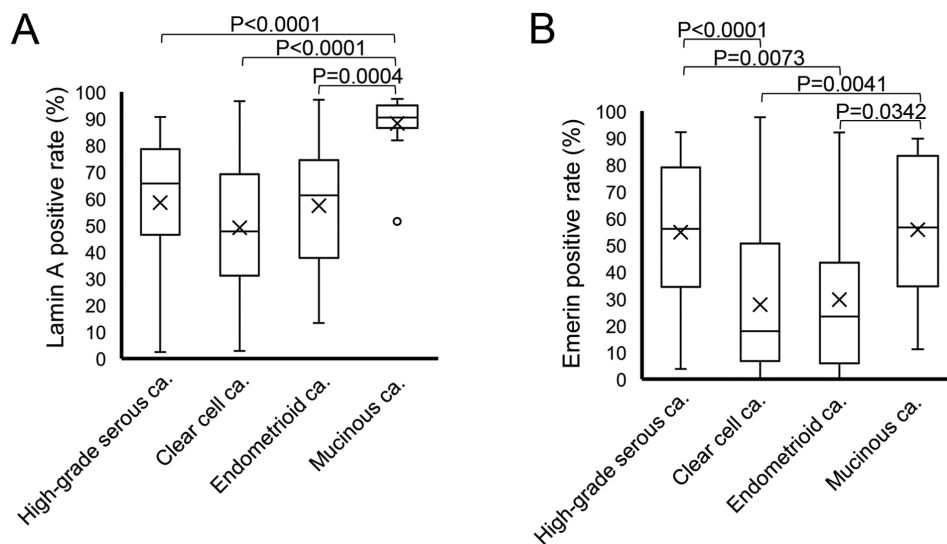 A
P<0.0001
P<0.0001
P=0.0004
Lamin A positive rate (%)
100
90
80
70
60
50
40
30
20
10
0
High-grade serous ca.
Clear cell ca.
Endometrioid ca.
Mucinous ca.
B
P<0.0001
P=0.0073
P=0.0041
P=0.0342
Emerin positive rate (%)
100
90
80
70
60
50
40
30
20
10
0
High-grade serous ca.
Clear cell ca.
Endometrioid ca.
Mucinous ca.